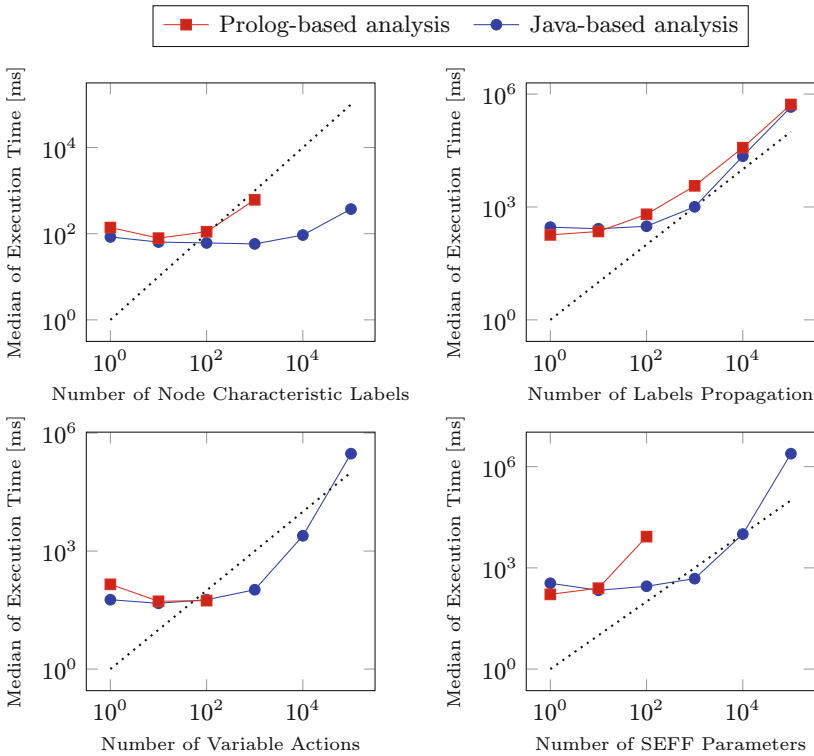 Prolog-based analysis Java-based analysis
Median of Execution Time [ms]
10^4
10^2
10^0
10^0 10^2 10^4
Number of Node Characteristic Labels
Median of Execution Time [ms]
10^6
10^3
10^0
10^0 10^2 10^4
Number of Labels Propagation
Median of Execution Time [ms]
10^6
10^3
10^0
10^0 10^2 10^4
Number of Variable Actions
Median of Execution Time [ms]
10^6
10^3
10^0
10^0 10^2 10^4
Number of SEFF Parameters